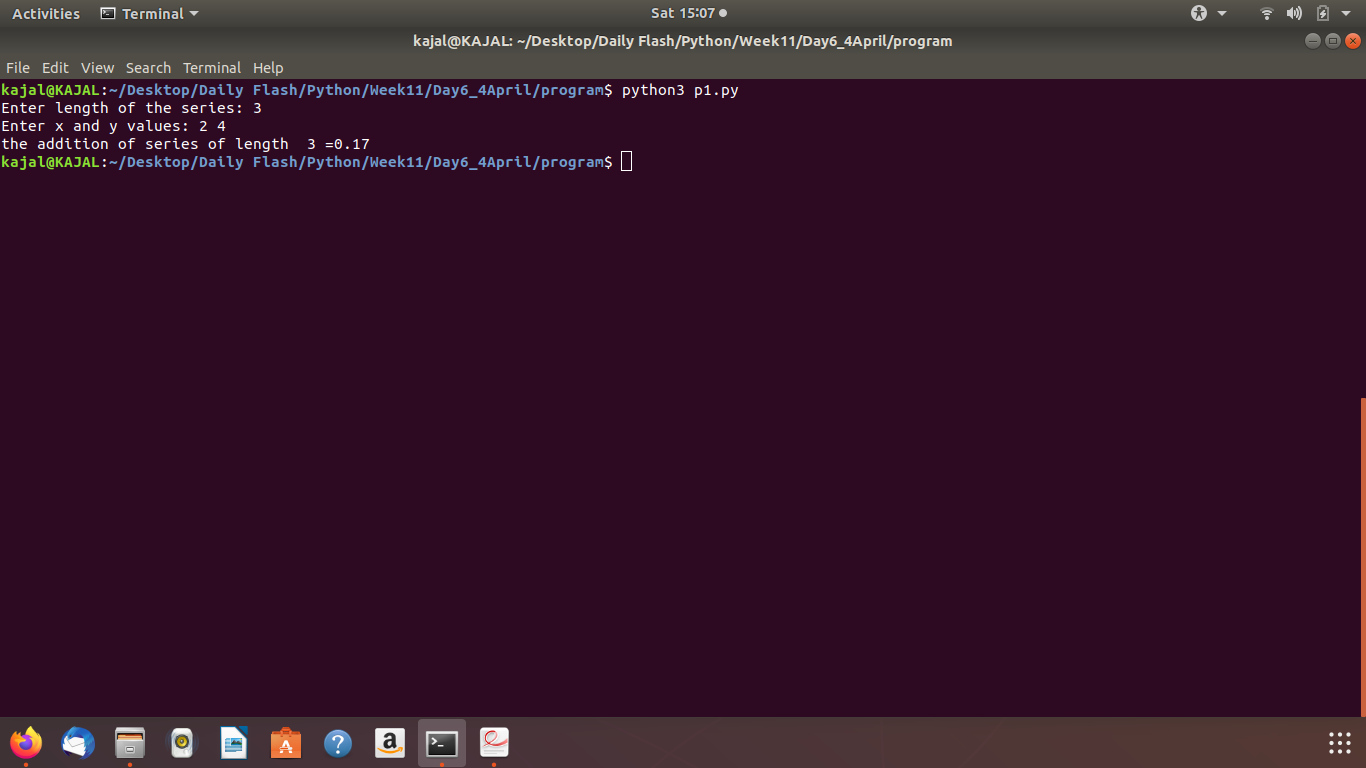 Activities Terminal Sat 15:07
kajal@KAJAL: ~/Desktop/Daily Flash/Python/Week11/Day6_4April/program
File Edit View Search Terminal Help
kajal@KAJAL:~/Desktop/Daily Flash/Python/Week11/Day6_4April/program$ python3 p1.py
Enter length of the series: 3
Enter x and y values: 2 4
the addition of series of length  3 =0.17
kajal@KAJAL:~/Desktop/Daily Flash/Python/Week11/Day6_4April/program$